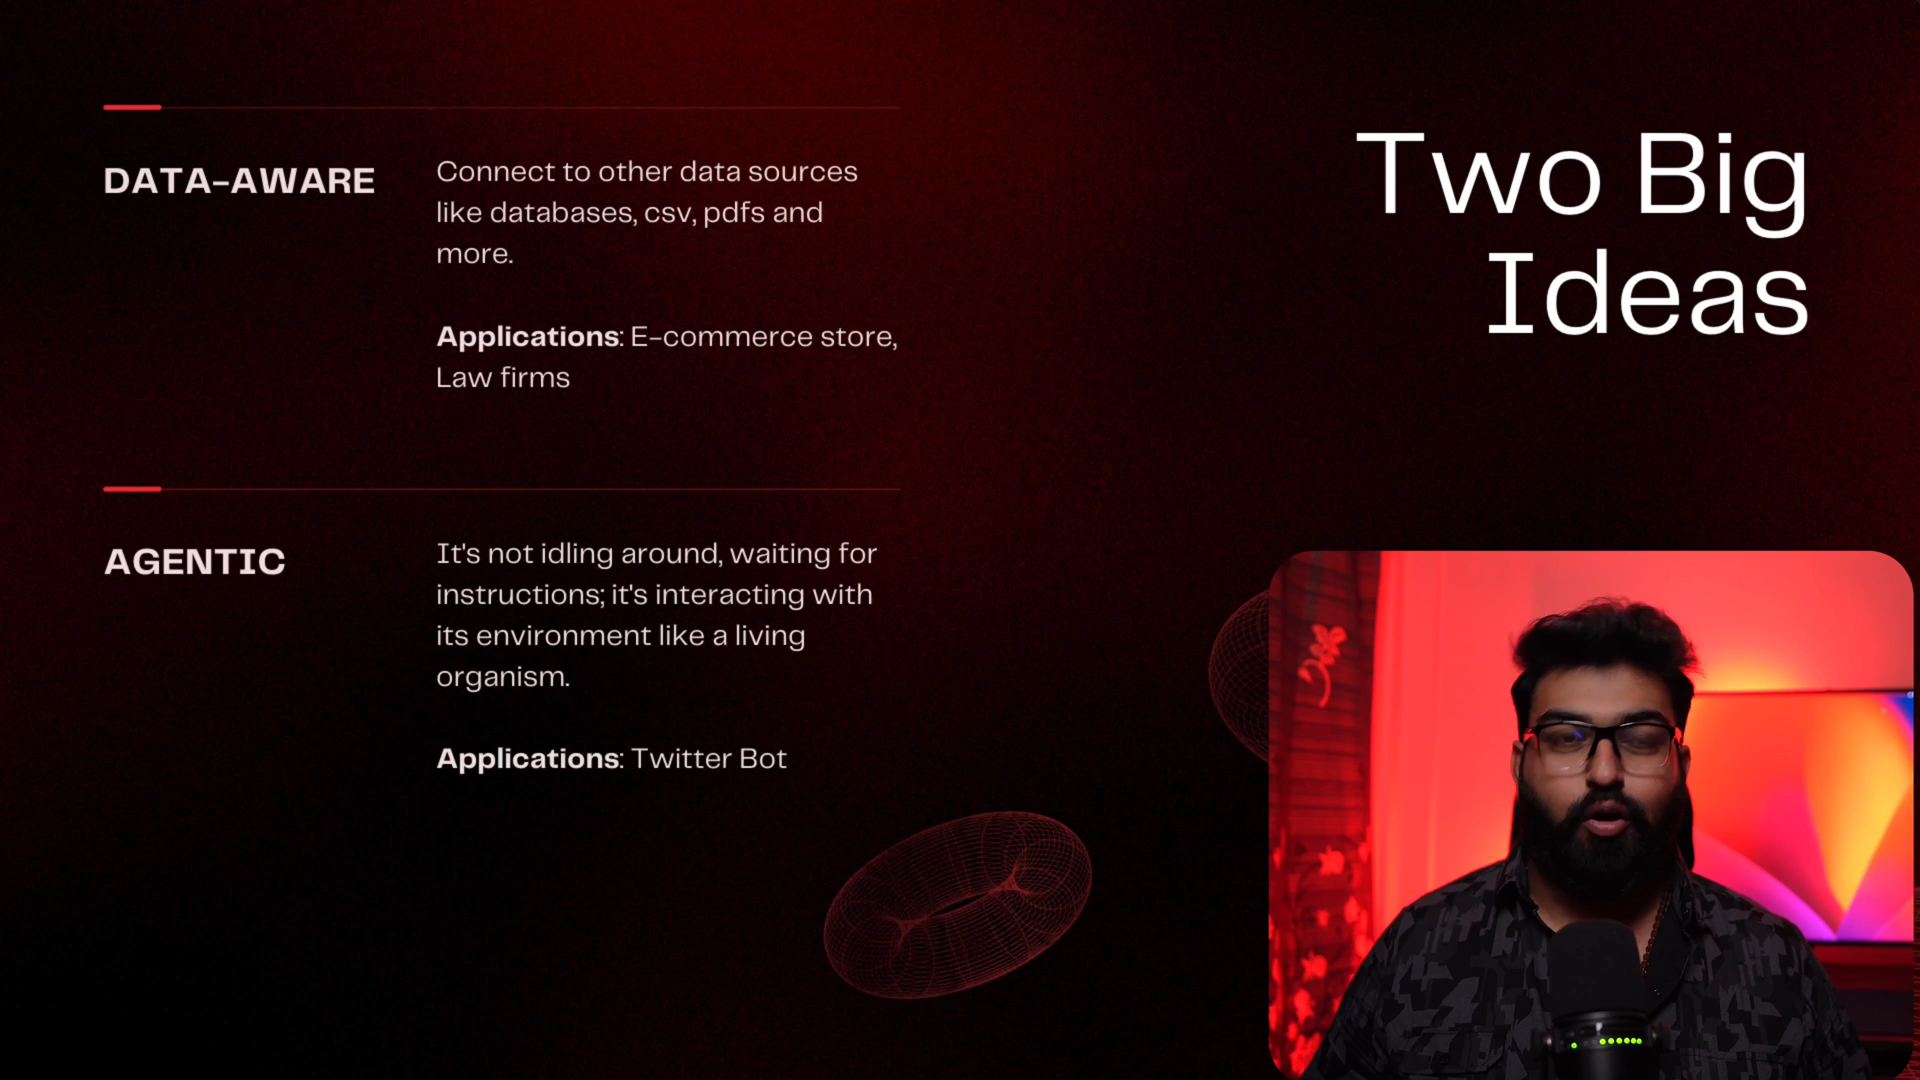 Two Big
Ideas
DATA-AWARE
Connect to other data sources
like databases, csv, pdfs and
more.
Applications: E-commerce store,
Law firms
AGENTIC
It's not idling around, waiting for
instructions; it's interacting with
its environment like a living
organism.
Applications: Twitter Bot